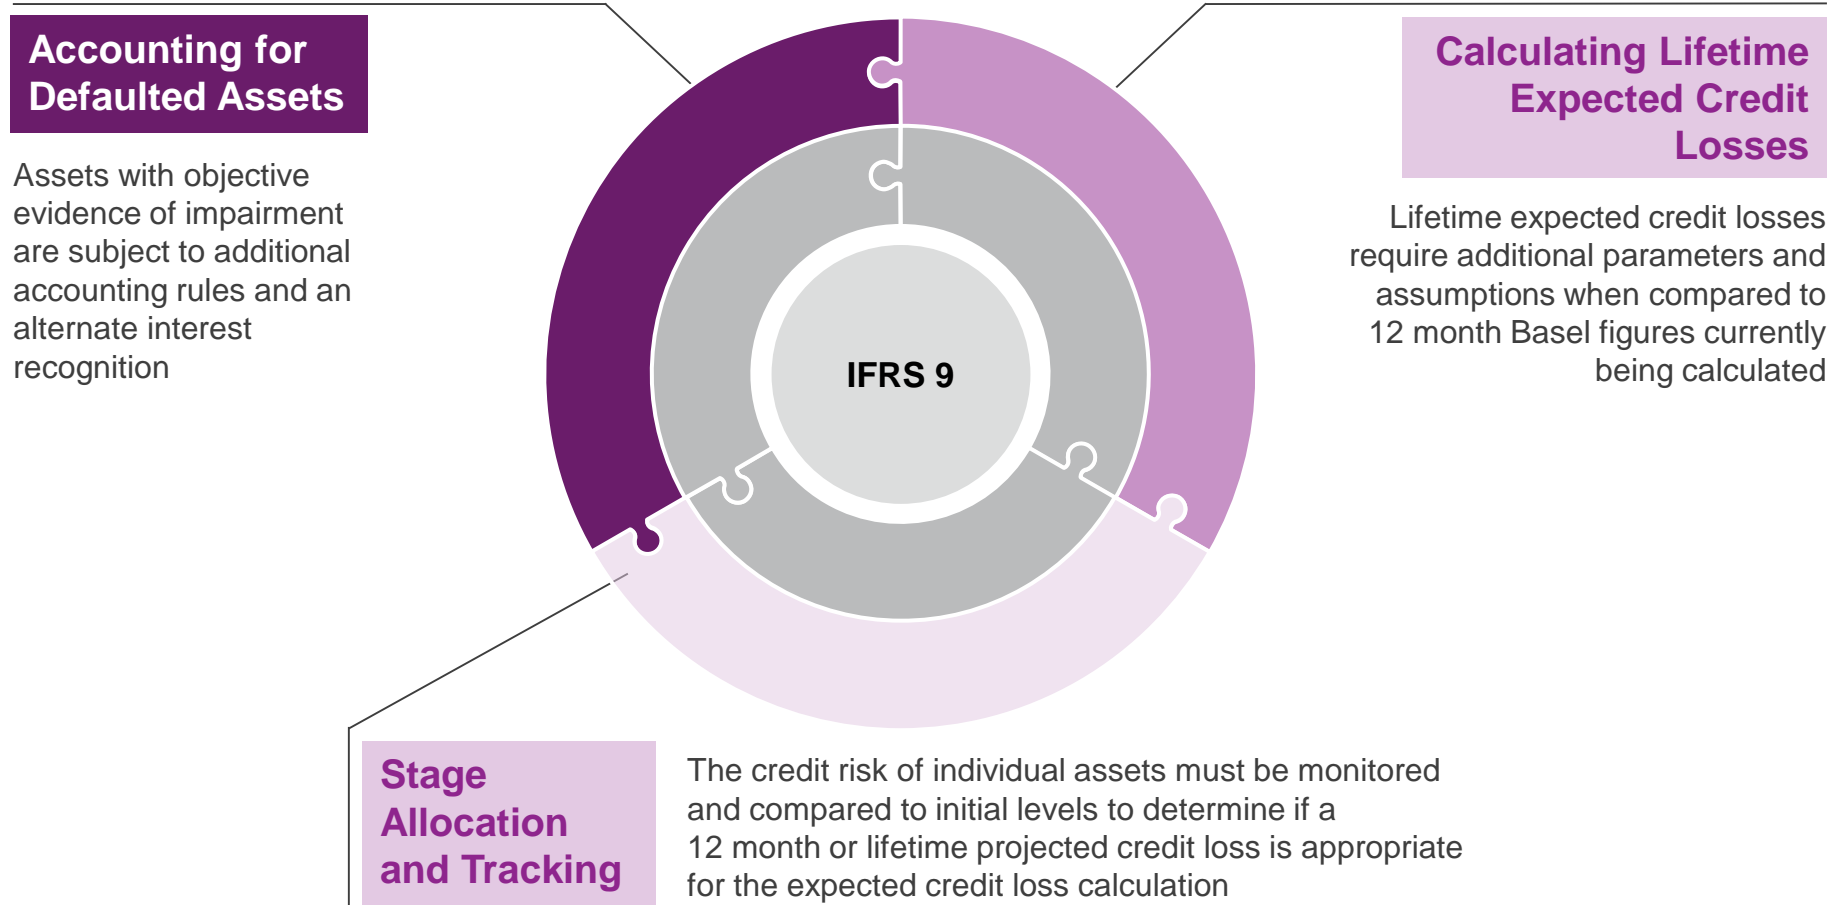 Accounting for
Defaulted Assets
Assets with objective
evidence of impairment
are subject to additional
accounting rules and an
alternate interest
recognition
Calculating Lifetime
Expected Credit
Losses
Lifetime expected credit losses
require additional parameters and
assumptions when compared to
12 month Basel figures currently
being calculated
IFRS 9
Stage
Allocation
and Tracking
The credit risk of individual assets must be monitored
and compared to initial levels to determine if a
12 month or lifetime projected credit loss is appropriate
for the expected credit loss calculation